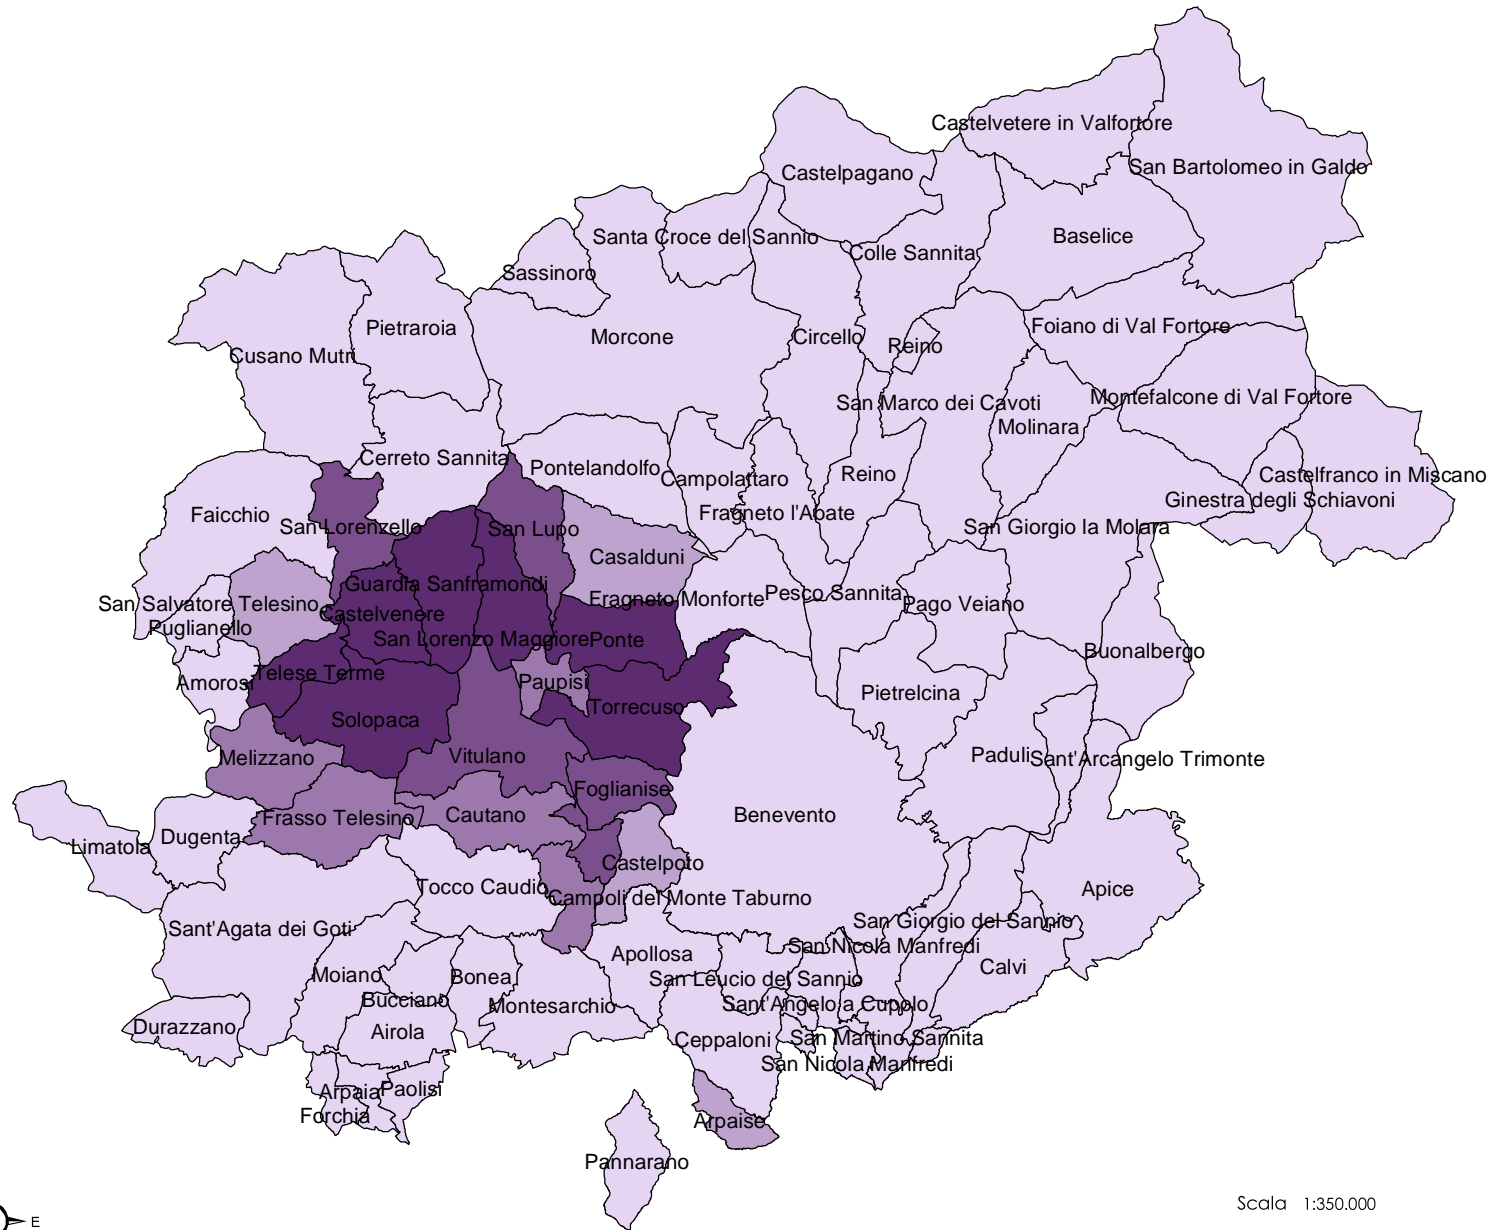 Castelvetere in Valfortore
San Bartolomeo in Galdo
Castelpagano
Santa Croce del Sannio
Baselice
Colle Sannita
Sassinoro
Pietraroia
Foiano di Val Fortore
Morcone
Circello
Reino
Cusano Mutri
Montefalcone di Val Fortore
San Marco dei Cavoti
Molinara
Cerreto Sannita
Pontelandolfo
Campolattaro
Reino
Castelfranco in Miscano
Ginestra degli Schiavoni
Faicchio
San Lorenzello
San Lupo
Fragneto l'Abate
San Giorgio la Molara
Casalduni
Guardia Sanframondi
Fragneto Monforte
Pesco Sannita
Pago Veiano
San Salvatore Telesino
Castelvenere
Puglianello
San Lorenzo Maggiore
Ponte
Buonalbergo
Amorosi
Telese Terme
Paupisi
Pietrelcina
Torrecuso
Solopaca
Melizzano
Vitulano
Paduli
Sant'Arcangelo Trimonte
Foglianise
Frasso Telesino
Cautano
Benevento
Limatola
Dugenta
Castelpoto
Tocco Caudio
Campoli del Monte Taburno
Apice
Sant'Agata dei Goti
San Giorgio del Sannio
San Nicola Manfredi
Apollosa
Calvi
Moiano
Bonea
San Leucio del Sannio
Bucciano
Montesarchio
Sant'Angelo a Cupolo
Durazzano
Airola
Ceppaloni
San Martino Sannita
San Nicola Manfredi
Arpaia
Paolisi
Forchia
Arpaise
Pannarano
Scala 1:350.000
E